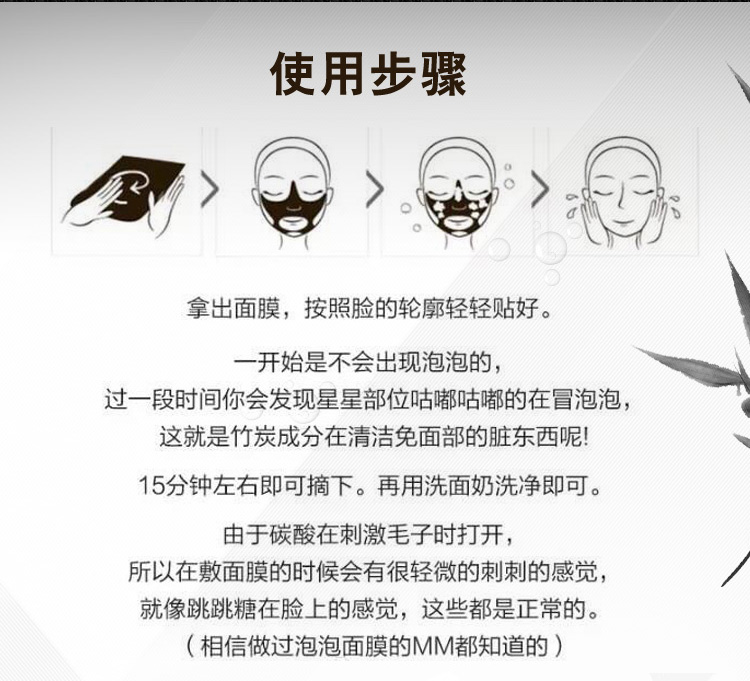 使用步骤
拿出面膜，按照脸的轮廓轻轻贴好。
一开始是不会出现泡泡的，
过一段时间你会发现星星部位咕嘟咕嘟的在冒泡泡，
这就是竹炭成分在清洁免面部的脏东西呢!
15分钟左右即可摘下。再用洗面奶洗净即可。
由于碳酸在刺激毛子时打开，
所以在敷面膜的时候会有很轻微的刺刺的感觉，
就像跳跳糖在脸上的感觉，这些都是正常的。
（相信做过泡泡面膜的MM都知道的）